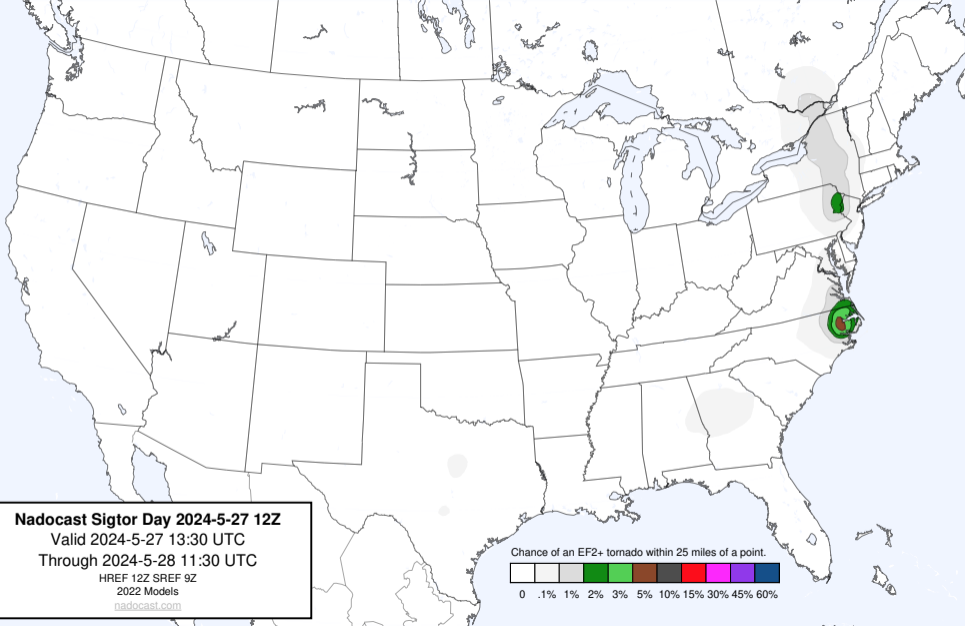 Nadocast Sigtor Day 2024-5-27 12Z
Valid 2024-5-27 13:30 UTC
Through 2024-5-28 11:30 UTC
HREF 12Z SREF 9Z
2022 Models
nadocast.com
Chance of an EF2+ tornado within 25 miles of a point.
0 .1% 1% 2% 3% 5% 10% 15% 30% 45% 60%